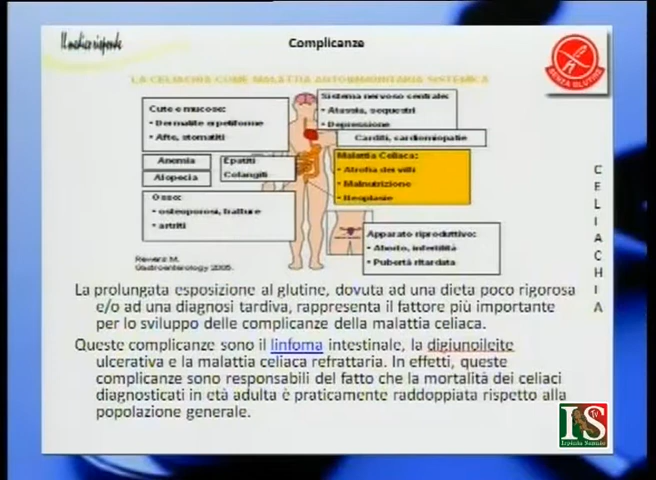 Il medico risponde
Complicanze
SENZA GLUTINE
LA CELIACHIA COME MALATTIA AUTOIMMUNITARIA SISTEMICA
Cute e mucose:
• Dermatite erpetiforme
• Afte, stomatiti
Sistema nervoso centrale:
• Atassia, sequestri
• Depressione
Carditi, cardiomiopatie
Anemia
Alopecia
Epatiti
Colangiti
Malattia Celiaca:
• Atrofia dei villi
• Malnutrizione
• Neoplasie
Ossa:
• osteoporosi, fratture
• artriti
Apparato riproduttivo:
• Aborto, infertilità
• Pubertà ritardata
Gastroenterology 2005.
CELIACHIA
La prolungata esposizione al glutine, dovuta ad una dieta poco rigorosa
e/o ad una diagnosi tardiva, rappresenta il fattore più importante
per lo sviluppo delle complicanze della malattia celiaca.
Queste complicanze sono il linfoma intestinale, la digiunoileite
ulcerativa e la malattia celiaca refrattaria. In effetti, queste
complicanze sono responsabili del fatto che la mortalità dei celiaci
diagnosticati in età adulta è praticamente raddoppiata rispetto alla
popolazione generale.
IS
TV